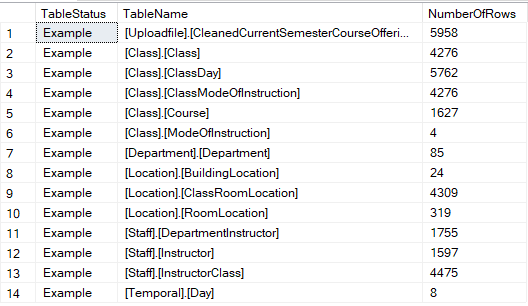 TableStatus TableName NumberOfRows
1 Example [Uploadfile].[CleanedCurrentSemesterCourseOfferi... 5958
2 Example [Class].[Class] 4276
3 Example [Class].[ClassDay] 5762
4 Example [Class].[ClassModeOfInstruction] 4276
5 Example [Class].[Course] 1627
6 Example [Class].[ModeOfInstruction] 4
7 Example [Department].[Department] 85
8 Example [Location].[BuildingLocation] 24
9 Example [Location].[ClassRoomLocation] 4309
10 Example [Location].[RoomLocation] 319
11 Example [Staff].[DepartmentInstructor] 1755
12 Example [Staff].[Instructor] 1597
13 Example [Staff].[InstructorClass] 4475
14 Example [Temporal].[Day] 8